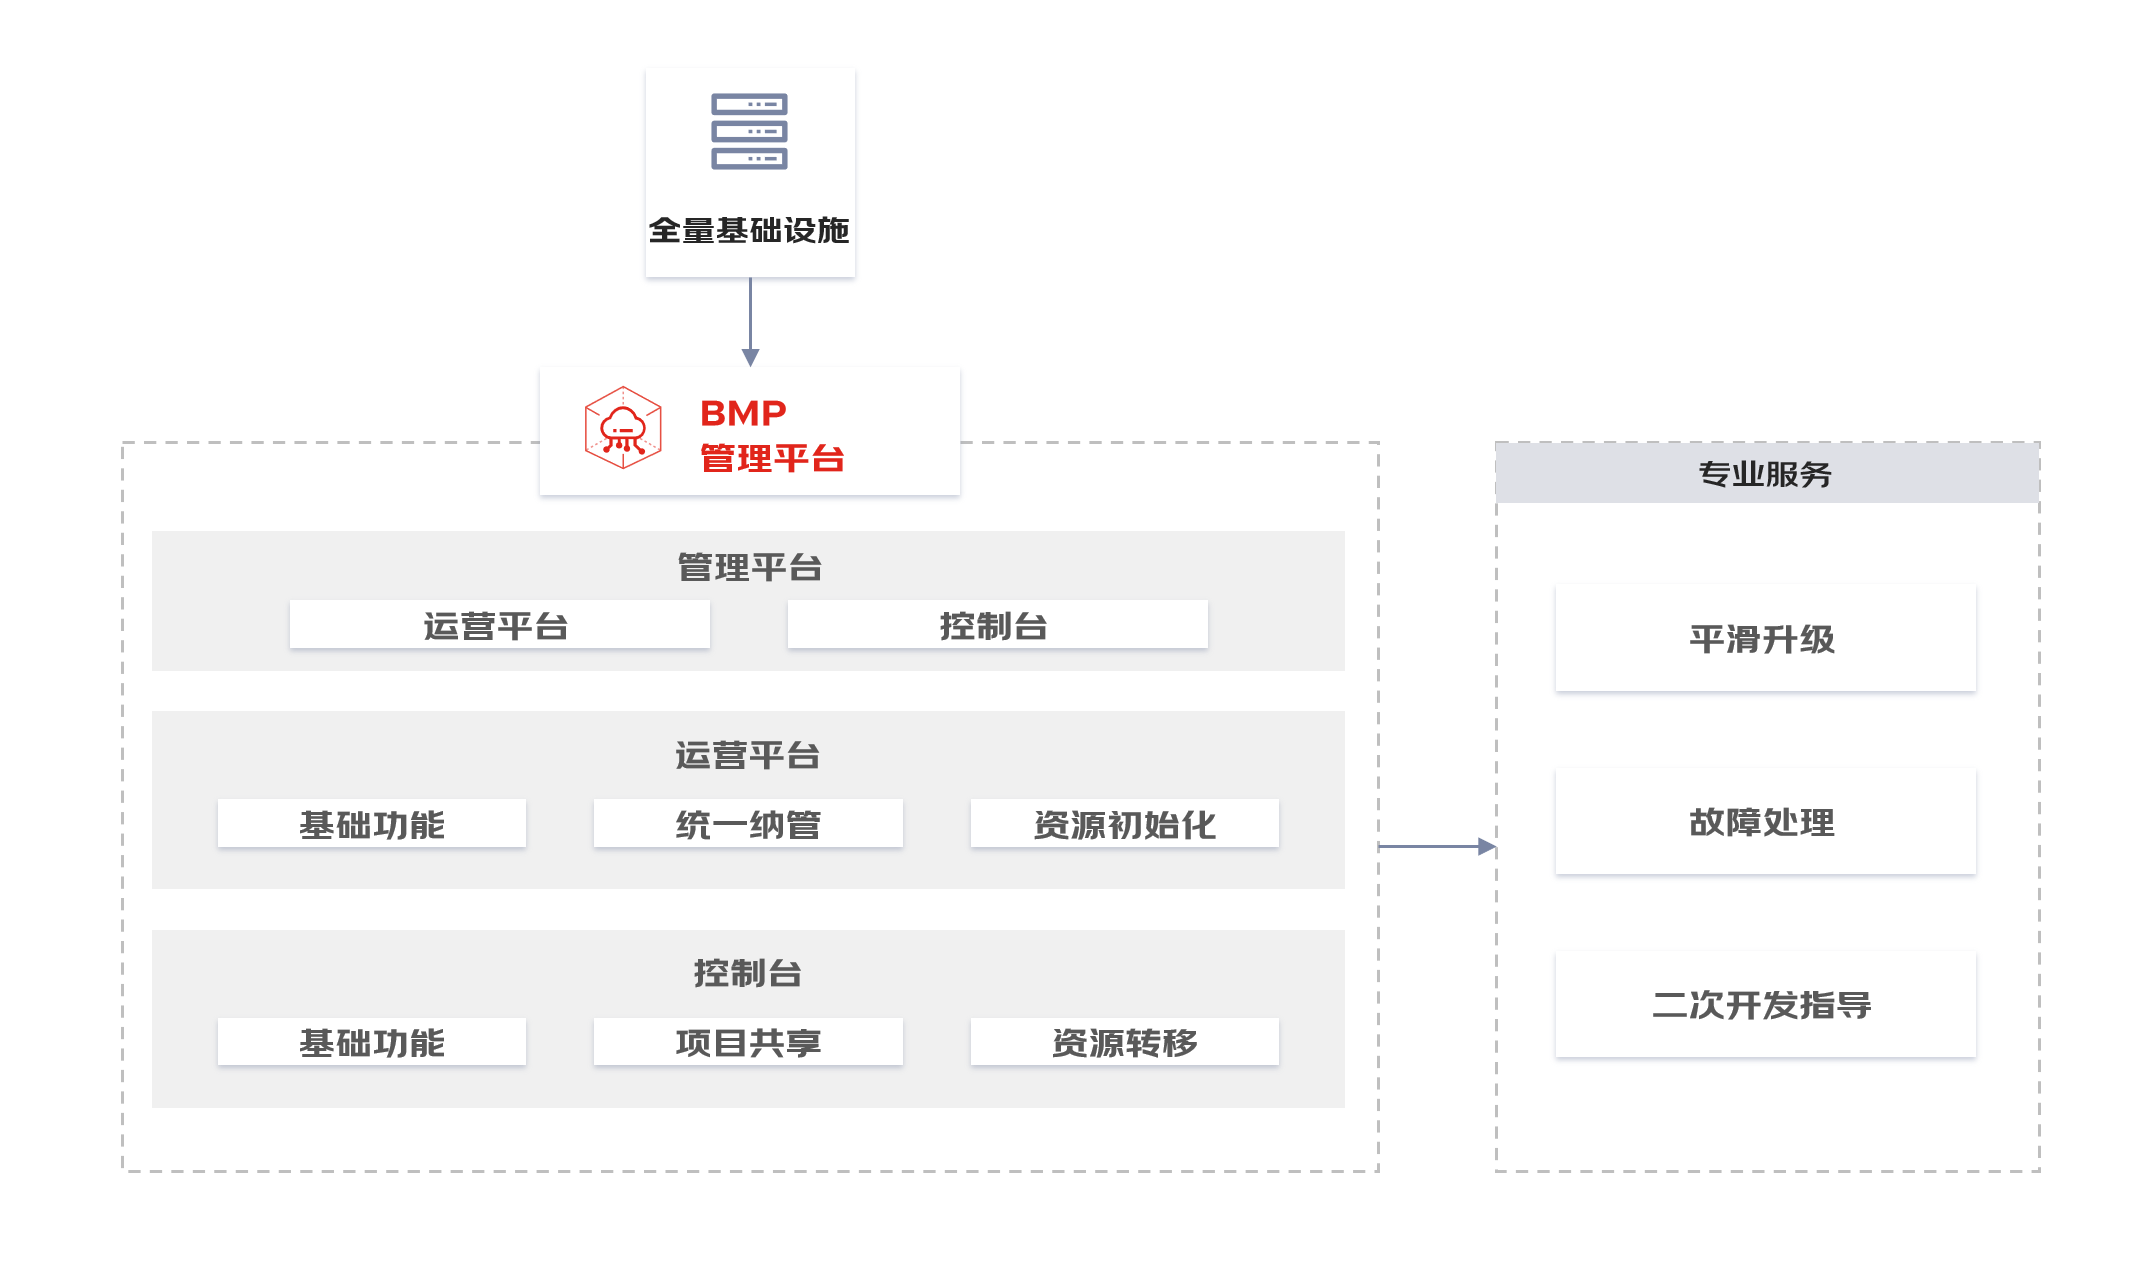 全量基础设施
BMP
管理平台
管理平台
运营平台
控制台
运营平台
基础功能
统一纳管
资源初始化
控制台
基础功能
项目共享
资源转移
专业服务
平滑升级
故障处理
二次开发指导